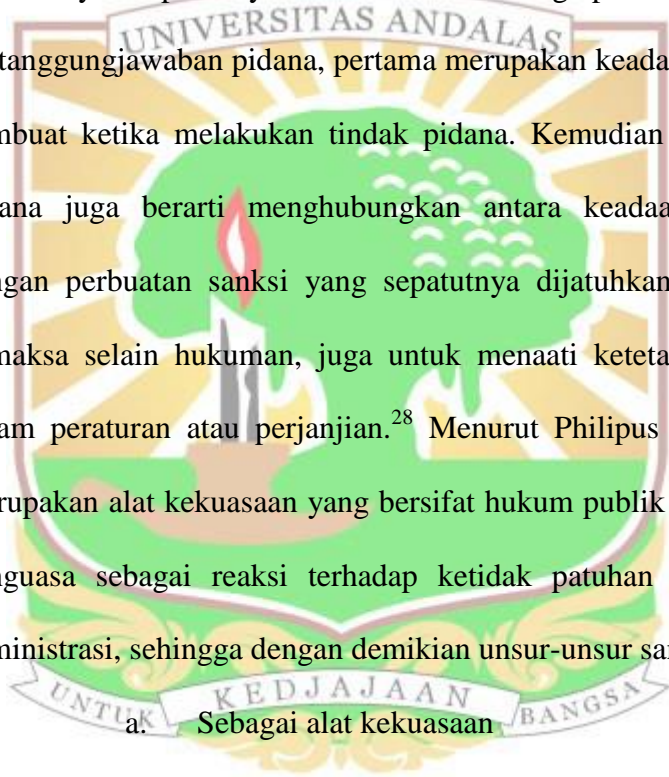 UNIVERSITAS ANDALAS
tanggungjawaban pidana, pertama merupakan keada
mbuat ketika melakukan tindak pidana. Kemudian
ana juga berarti menghubungkan antara keadaa
ngan perbuatan sanksi yang sepatutnya dijatuhkan
maksa selain hukuman, juga untuk menaati keteta
am peraturan atau perjanjian.28 Menurut Philipus
rupakan alat kekuasaan yang bersifat hukum publik
nguasa sebagai reaksi terhadap ketidak patuhan
ministrasi, sehingga dengan demikian unsur-unsur sa
UNTUK KEDJAJAAN BANGSA
a. Sebagai alat kekuasaan